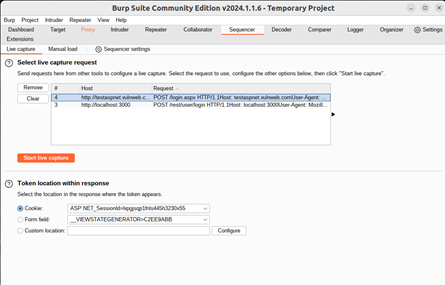 Burp Suite Community Edition v2024.1.1.6 - Temporary Project
Burp Project Intruder Repeater View Help
Dashboard Target Proxy Intruder Repeater Collaborator Sequencer Decoder Comparer Logger Organizer Settings
Extensions
Live capture Manual load Sequencer settings
Select live capture request
Send requests here from other tools to configure a live capture. Select the request to use, configure the other options below, then click "Start live capture".
Remove
Clear
# Host Request
4 http://testaspnet.vulnweb.c... POST /login.aspx HTTP/1.1Host: testaspnet.vulnweb.comUser-Agent: ...
3 http://localhost:3000 POST /rest/user/login HTTP/1.1Host: localhost:3000User-Agent: Mozill...
Start live capture
Token location within response
Select the location in the response where the token appears.
Cookie:
Form field: __VIEWSTATEGENERATOR=C2EE9ABB
Custom location: Configure